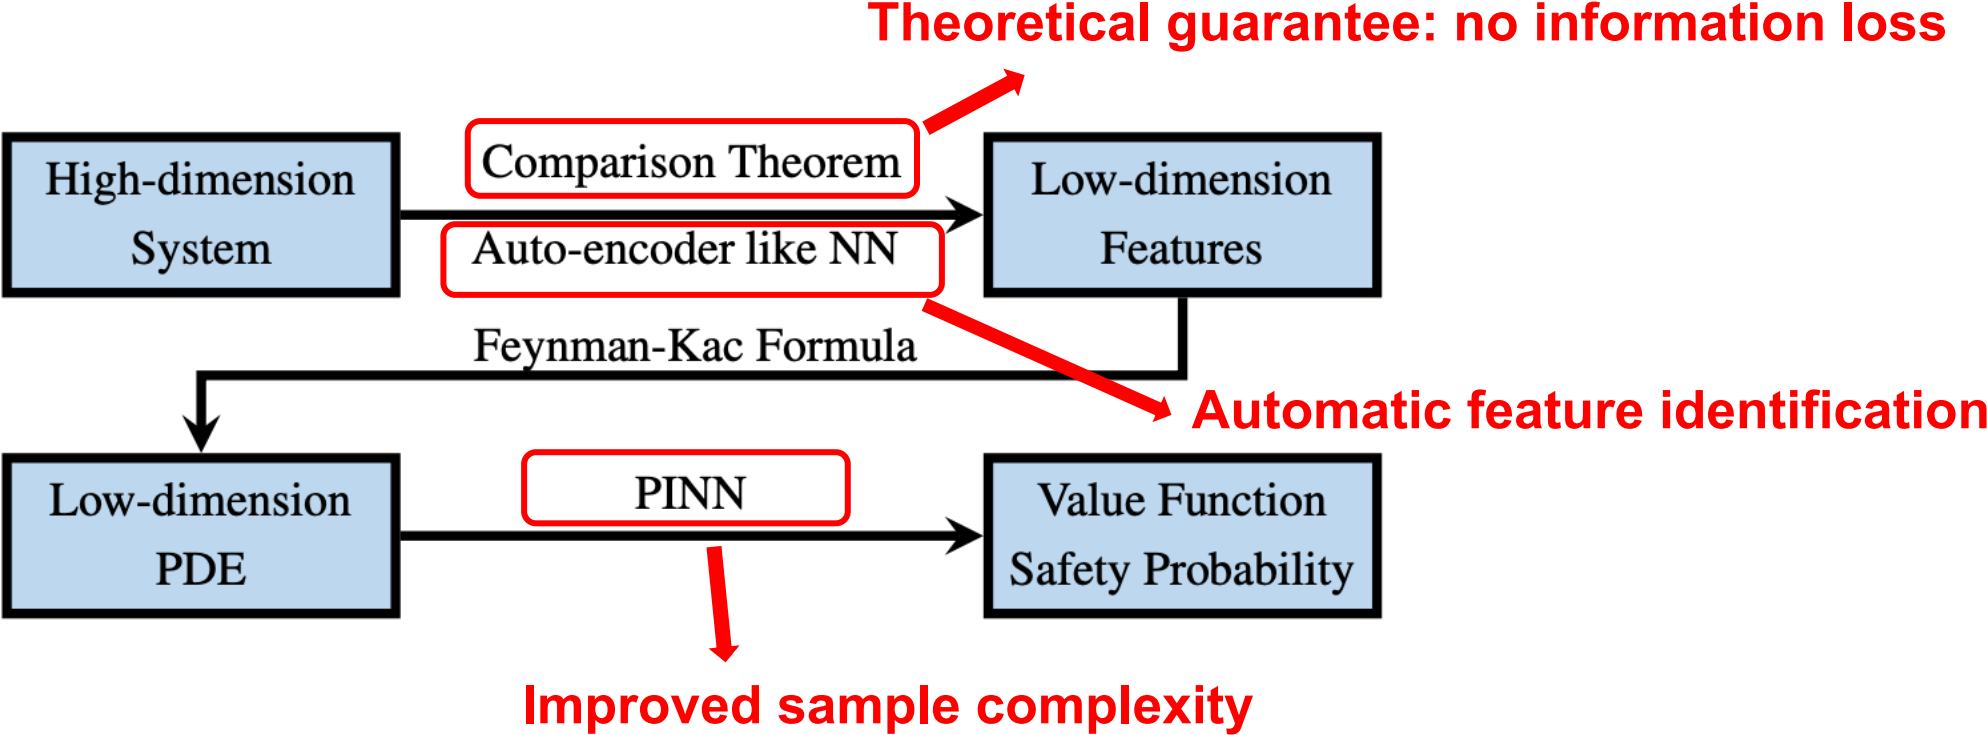 Theoretical guarantee: no information loss
High-dimension
System
Comparison Theorem
Auto-encoder like NN
Low-dimension
Features
Feynman-Kac Formula
Automatic feature identification
Low-dimension
PDE
PINN
Value Function
Safety Probability
Improved sample complexity